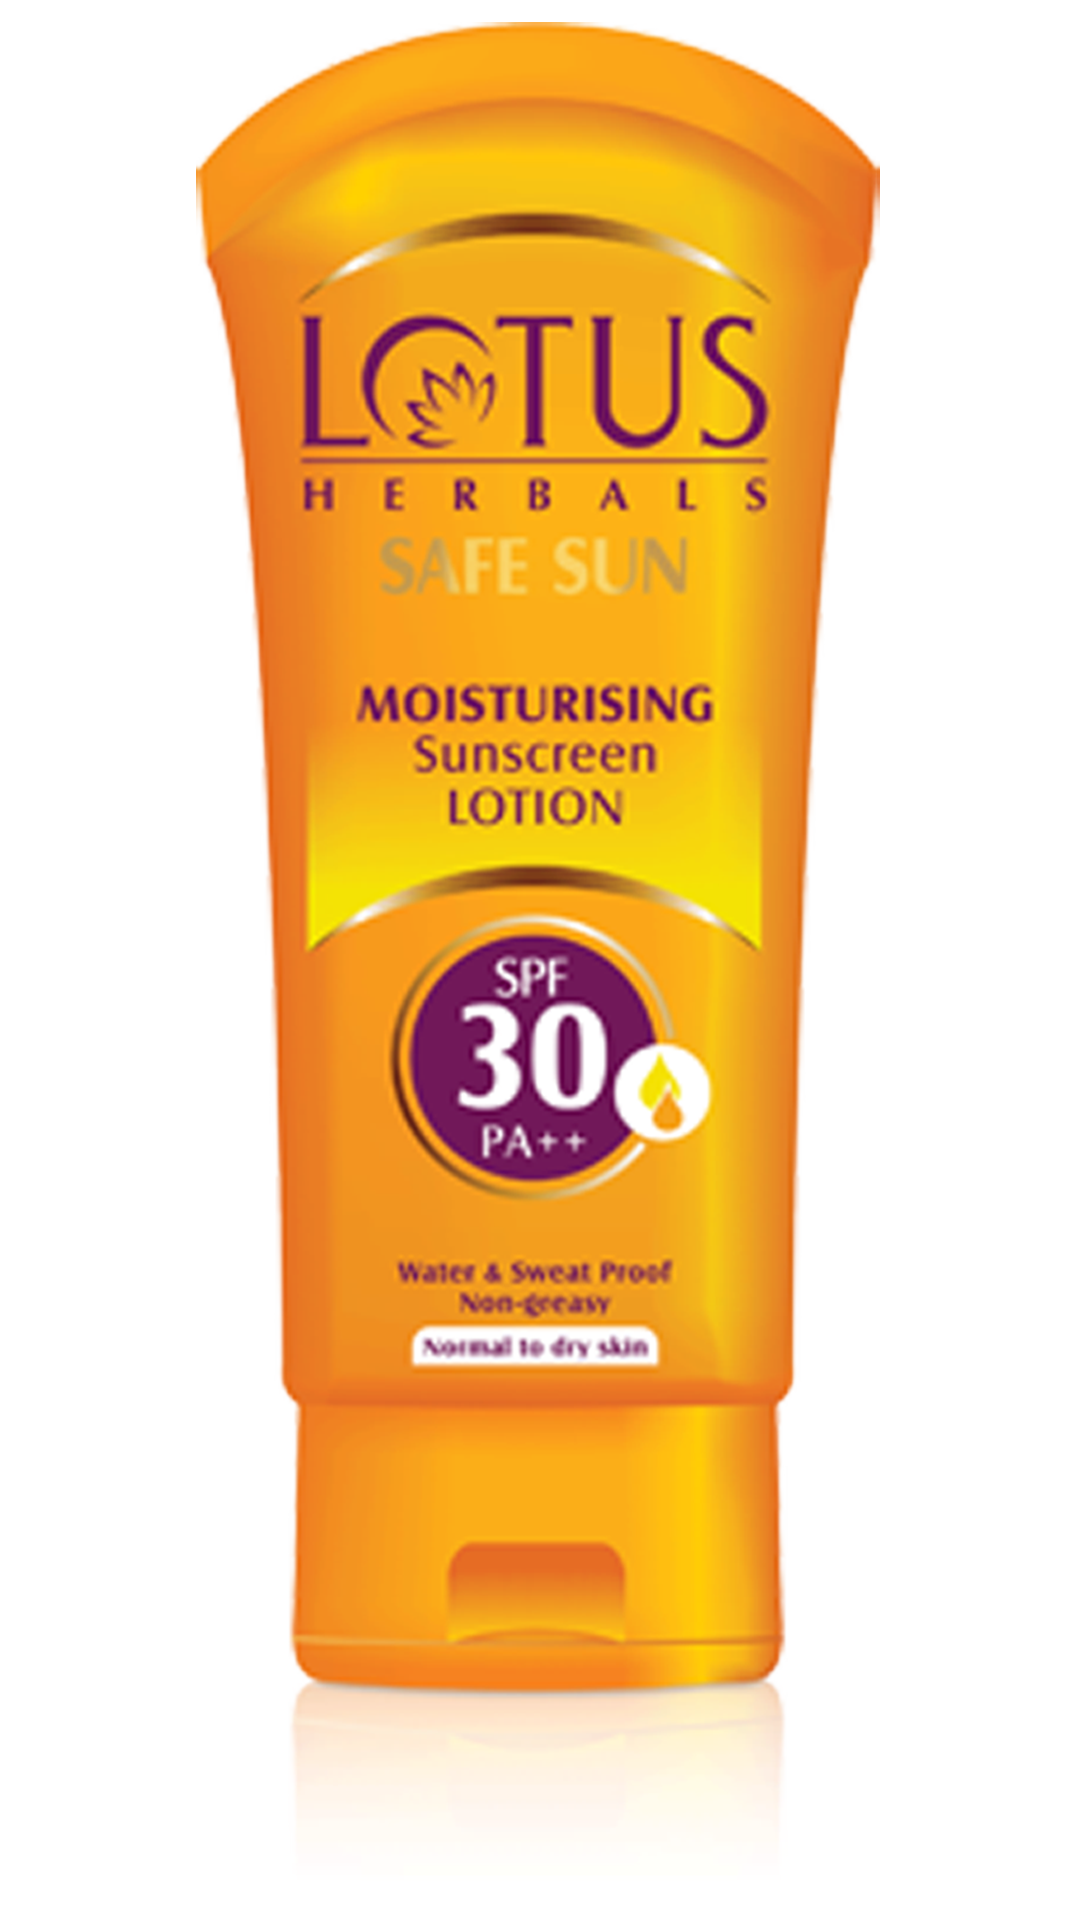 LOTUS
HERBALS
SAFE SUN
MOISTURISING
Sunscreen
LOTION
SPF
30
PA++
Water & Sweat Proof
Non-greasy
Normal to dry skin